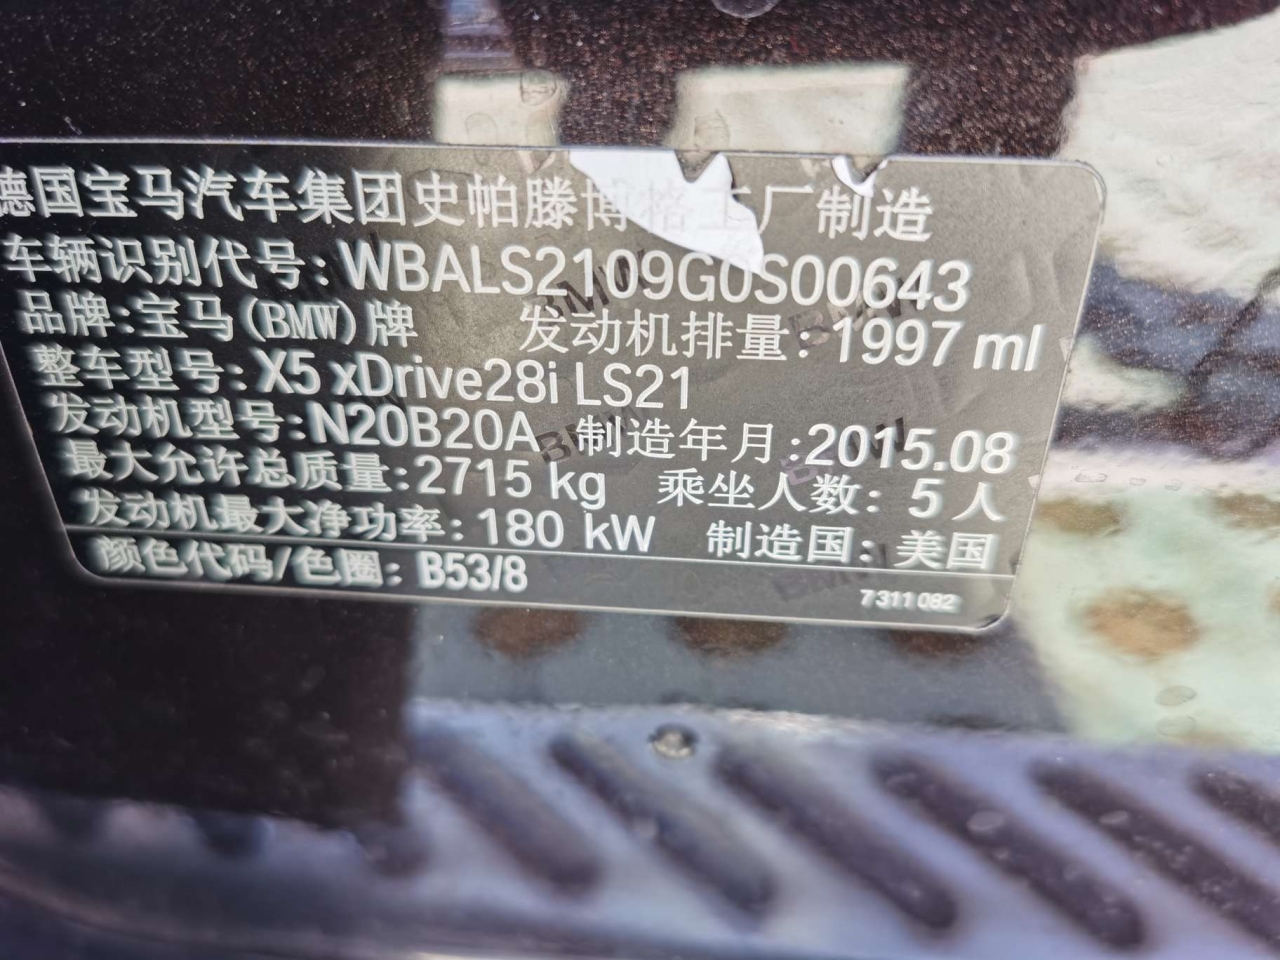 德国宝马汽车集团史帕滕博格工厂制造
车辆识别代号:WBALS2109G0S00643
品牌:宝马(BMW)牌 发动机排量:1997 ml
整车型号:X5 xDrive28i LS21
发动机型号:N20B20A 制造年月:2015.08
最大允许总质量:2715 kg 乘坐人数:5人
发动机最大净功率:180 kW 制造国:美国
颜色代码/色圈:B53/8
7311082